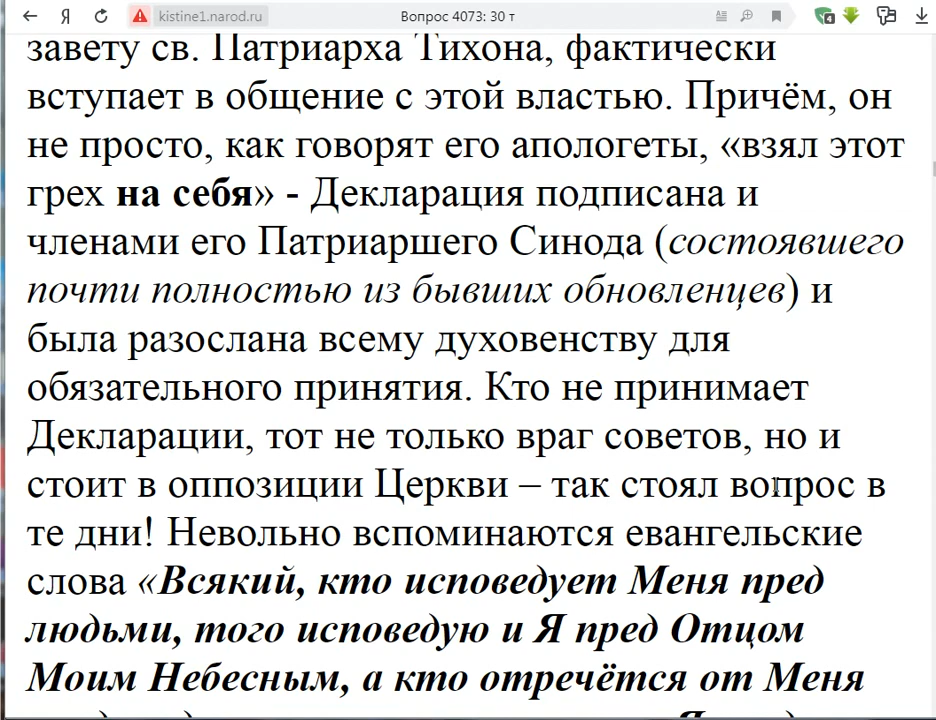 Я kistine1.narod.ru Вопрос 4073: 30 т 4
завету св. Патриарха Тихона, фактически
вступает в общение с этой властью. Причём, он
не просто, как говорят его апологеты, «взял этот
грех на себя» - Декларация подписана и
членами его Патриаршего Синода (состоявшего
почти полностью из бывших обновленцев) и
была разослана всему духовенству для
обязательного принятия. Кто не принимает
Декларации, тот не только враг советов, но и
стоит в оппозиции Церкви – так стоял вопрос в
те дни! Невольно вспоминаются евангельские
слова «Всякий, кто исповедует Меня пред
людьми, того исповедую и Я пред Отцом
Моим Небесным, а кто отречётся от Меня